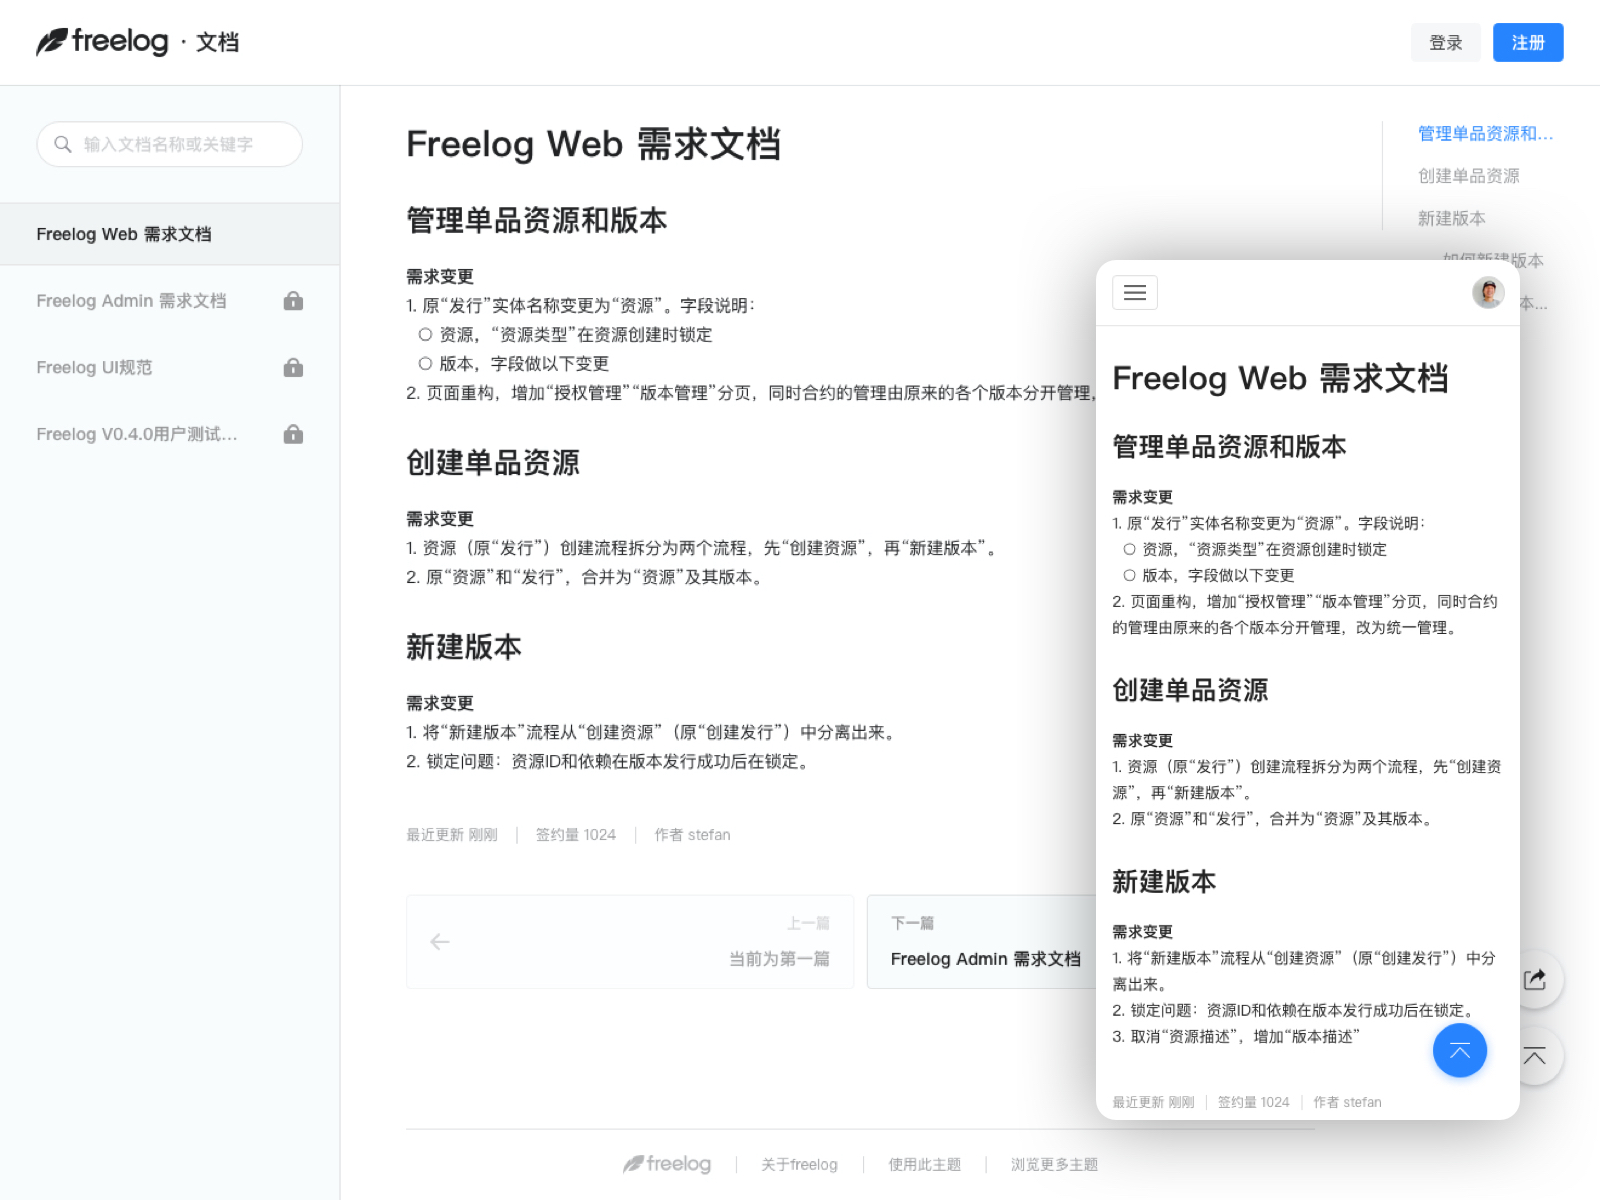 freelog · 文档
登录
注册
输入文档名称或关键字
Freelog Web 需求文档
Freelog Admin 需求文档
Freelog UI规范
Freelog V0.4.0用户测试...
Freelog Web 需求文档
管理单品资源和版本
需求变更
1. 原“发行”实体名称变更为“资源”。字段说明：
○ 资源，“资源类型”在资源创建时锁定
○ 版本，字段做以下变更
2. 页面重构，增加“授权管理”“版本管理”分页，同时合约的管理由原来的各个版本分开管理，
创建单品资源
需求变更
1. 资源（原“发行”）创建流程拆分为两个流程，先“创建资源”，再“新建版本”。
2. 原“资源”和“发行”，合并为“资源”及其版本。
新建版本
需求变更
1. 将“新建版本”流程从“创建资源”（原“创建发行”）中分离出来。
2. 锁定问题：资源ID和依赖在版本发行成功后在锁定。
最近更新 刚刚
签约量 1024
作者 stefan
上一篇
当前为第一篇
下一篇
Freelog Admin 需求文档
freelog
关于freelog
使用此主题
浏览更多主题
管理单品资源和...
创建单品资源
新建版本
如何新建版本
本...
Freelog Web 需求文档
管理单品资源和版本
需求变更
1. 原“发行”实体名称变更为“资源”。字段说明：
○ 资源，“资源类型”在资源创建时锁定
○ 版本，字段做以下变更
2. 页面重构，增加“授权管理”“版本管理”分页，同时合约
的管理由原来的各个版本分开管理，改为统一管理。
创建单品资源
需求变更
1. 资源（原“发行”）创建流程拆分为两个流程，先“创建资
源”，再“新建版本”。
2. 原“资源”和“发行”，合并为“资源”及其版本。
新建版本
需求变更
1. 将“新建版本”流程从“创建资源”（原“创建发行”）中分
离出来。
2. 锁定问题：资源ID和依赖在版本发行成功后在锁定。
3. 取消“资源描述”，增加“版本描述”
最近更新 刚刚
签约量 1024
作者 stefan